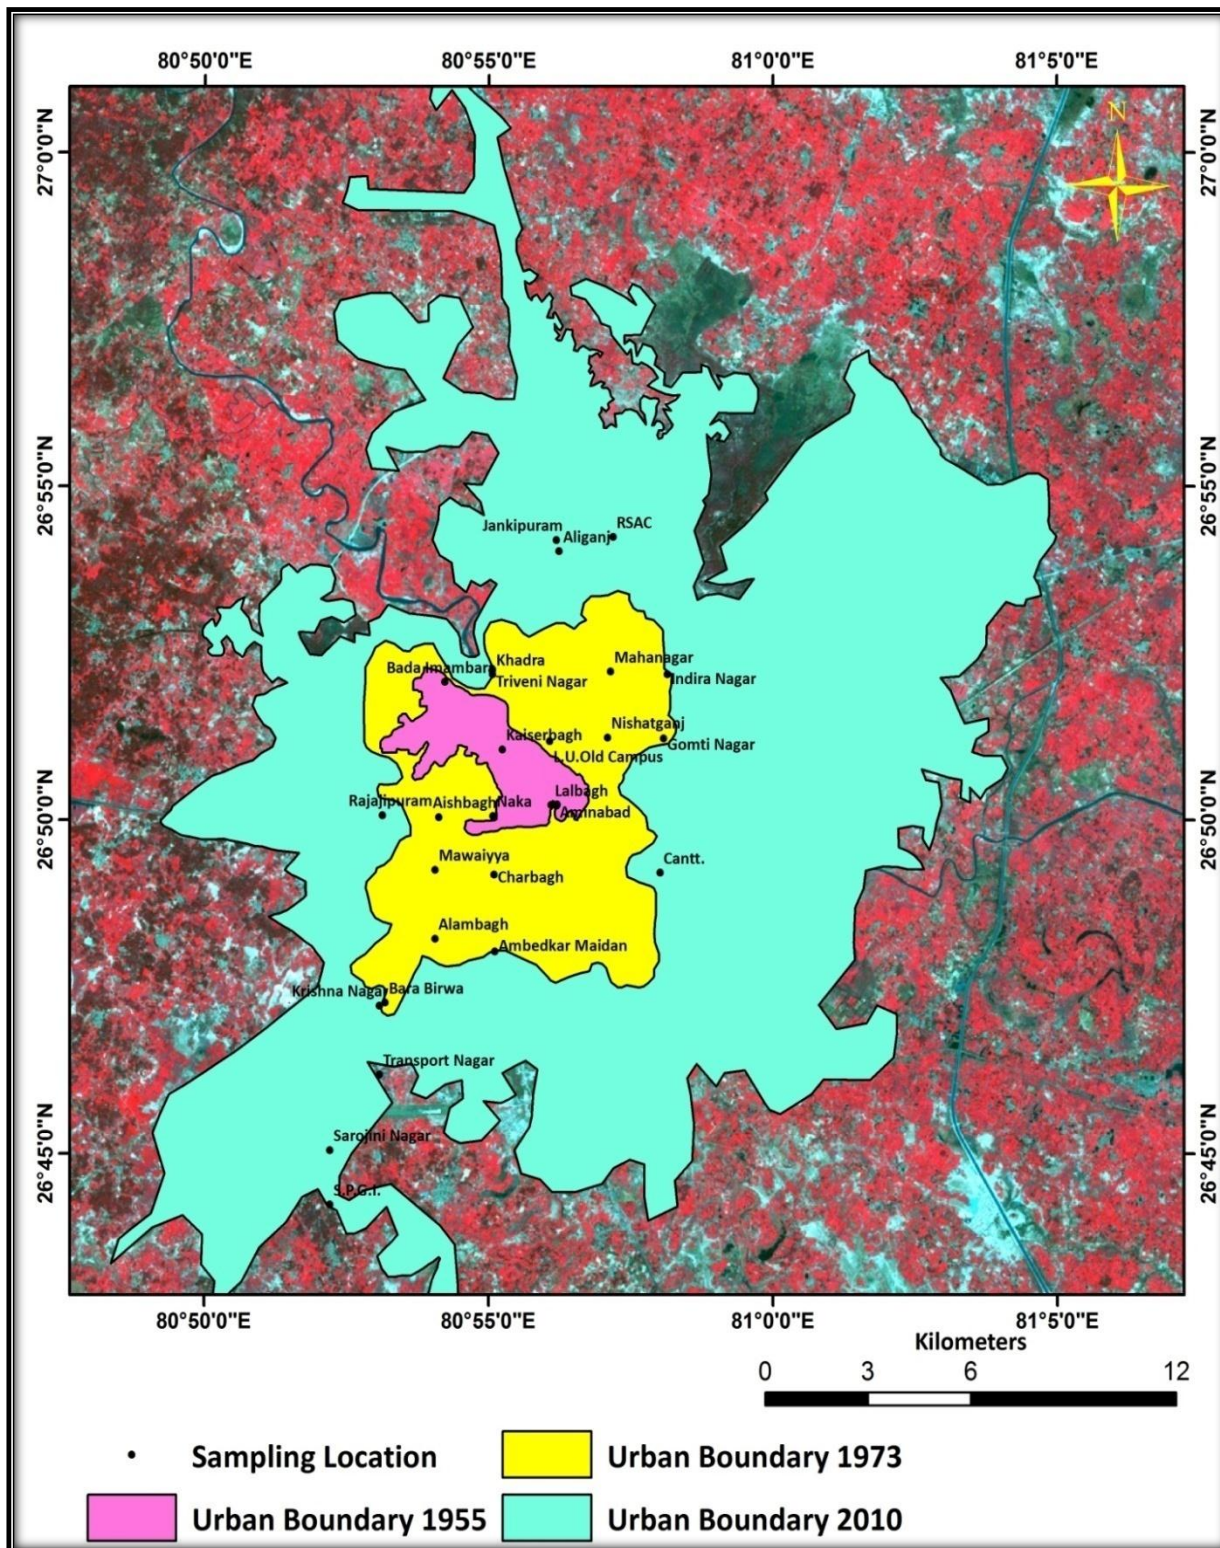 80°50'0"E 80°55'0"E 81°0'0"E 81°5'0"E
N
27°0'0"N 27°0'0"N
26°55'0"N 26°55'0"N
Jankipuram RSAC
Aliganj
Khadra Mahanagar
Bada Imambara
Triveni Nagar Indira Nagar
Nishatganj
Kaiserbagh Gomti Nagar
L.U.Old Campus
Lalbagh
Rajajipuram Aishbagh Naka
Amnabad
26°50'0"N 26°50'0"N
Mawaiyya Cantt.
Charbagh
Alambagh
Ambedkar Maidan
Krishna Nagar Bara Birwa
Transport Nagar
Sarojini Nagar
26°45'0"N 26°45'0"N
S.P.G.I.
80°50'0"E 80°55'0"E 81°0'0"E 81°5'0"E
Kilometers
0 3 6 12
Sampling Location Urban Boundary 1973
Urban Boundary 1955 Urban Boundary 2010